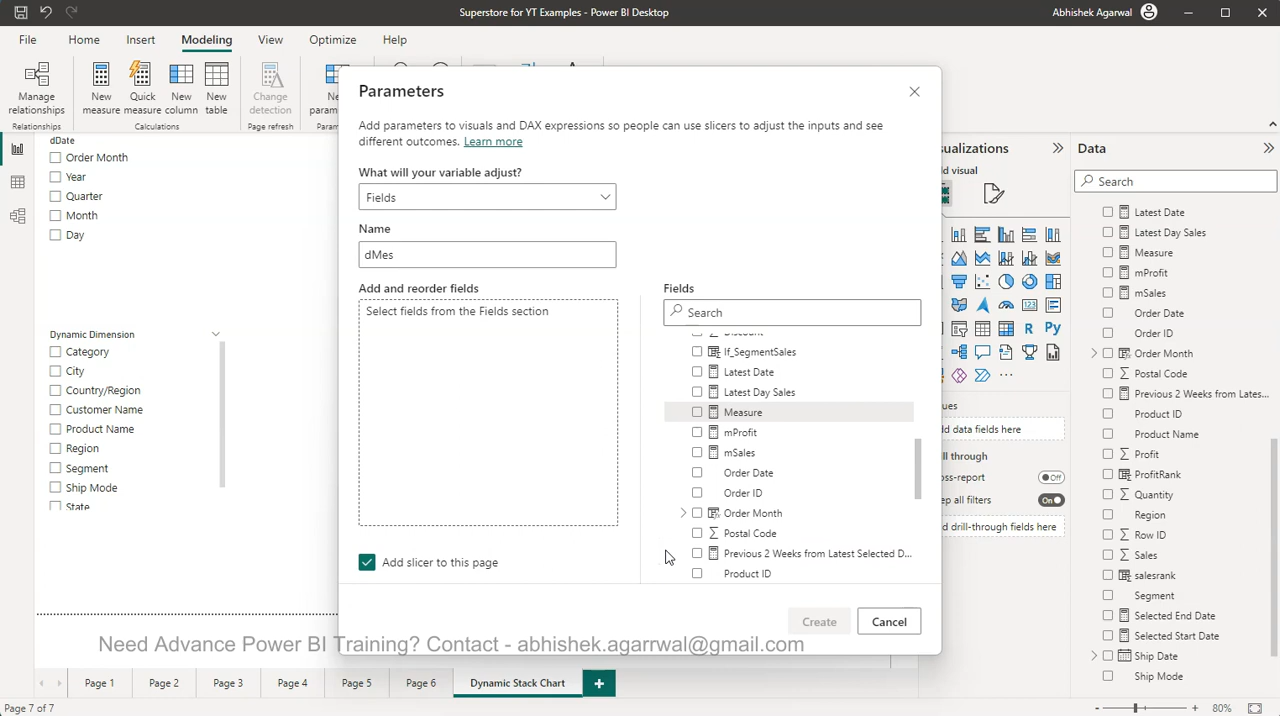 Superstore for YT Examples - Power BI Desktop
Abhishek Agarwal
File
Home
Insert
Modeling
View
Optimize
Help
Manage
relationships
Relationships
New
measure
Quick
measure
New
column
New
table
Calculations
Change
detection
Page refresh
dDate
Order Month
Year
Quarter
Month
Day
Dynamic Dimension
Category
City
Country/Region
Customer Name
Product Name
Region
Segment
Ship Mode
State
Parameters
Add parameters to visuals and DAX expressions so people can use slicers to adjust the inputs and see
different outcomes. Learn more
What will your variable adjust?
Fields
Name
dMes
Add and reorder fields
Select fields from the Fields section
Add slicer to this page
Fields
Search
Discount
If_SegmentSales
Latest Date
Latest Day Sales
Measure
mProfit
mSales
Order Date
Order ID
Order Month
Postal Code
Previous 2 Weeks from Latest Selected D...
Product ID
Create
Cancel
ualizations
d visual
R
Py
123
...
ues
d data fields here
ll through
oss-report
Off
ep all filters
On
d drill-through fields here
Data
Search
Latest Date
Latest Day Sales
Measure
mProfit
mSales
Order Date
Order ID
Order Month
Postal Code
Previous 2 Weeks from Lates...
Product ID
Product Name
Profit
ProfitRank
Quantity
Region
Row ID
Sales
salesrank
Segment
Selected End Date
Selected Start Date
Ship Date
Ship Mode
Need Advance Power BI Training? Contact - abhishek.agarrwal@gmail.com
Page 1
Page 2
Page 3
Page 4
Page 5
Page 6
Dynamic Stack Chart
Page 7 of 7
80%